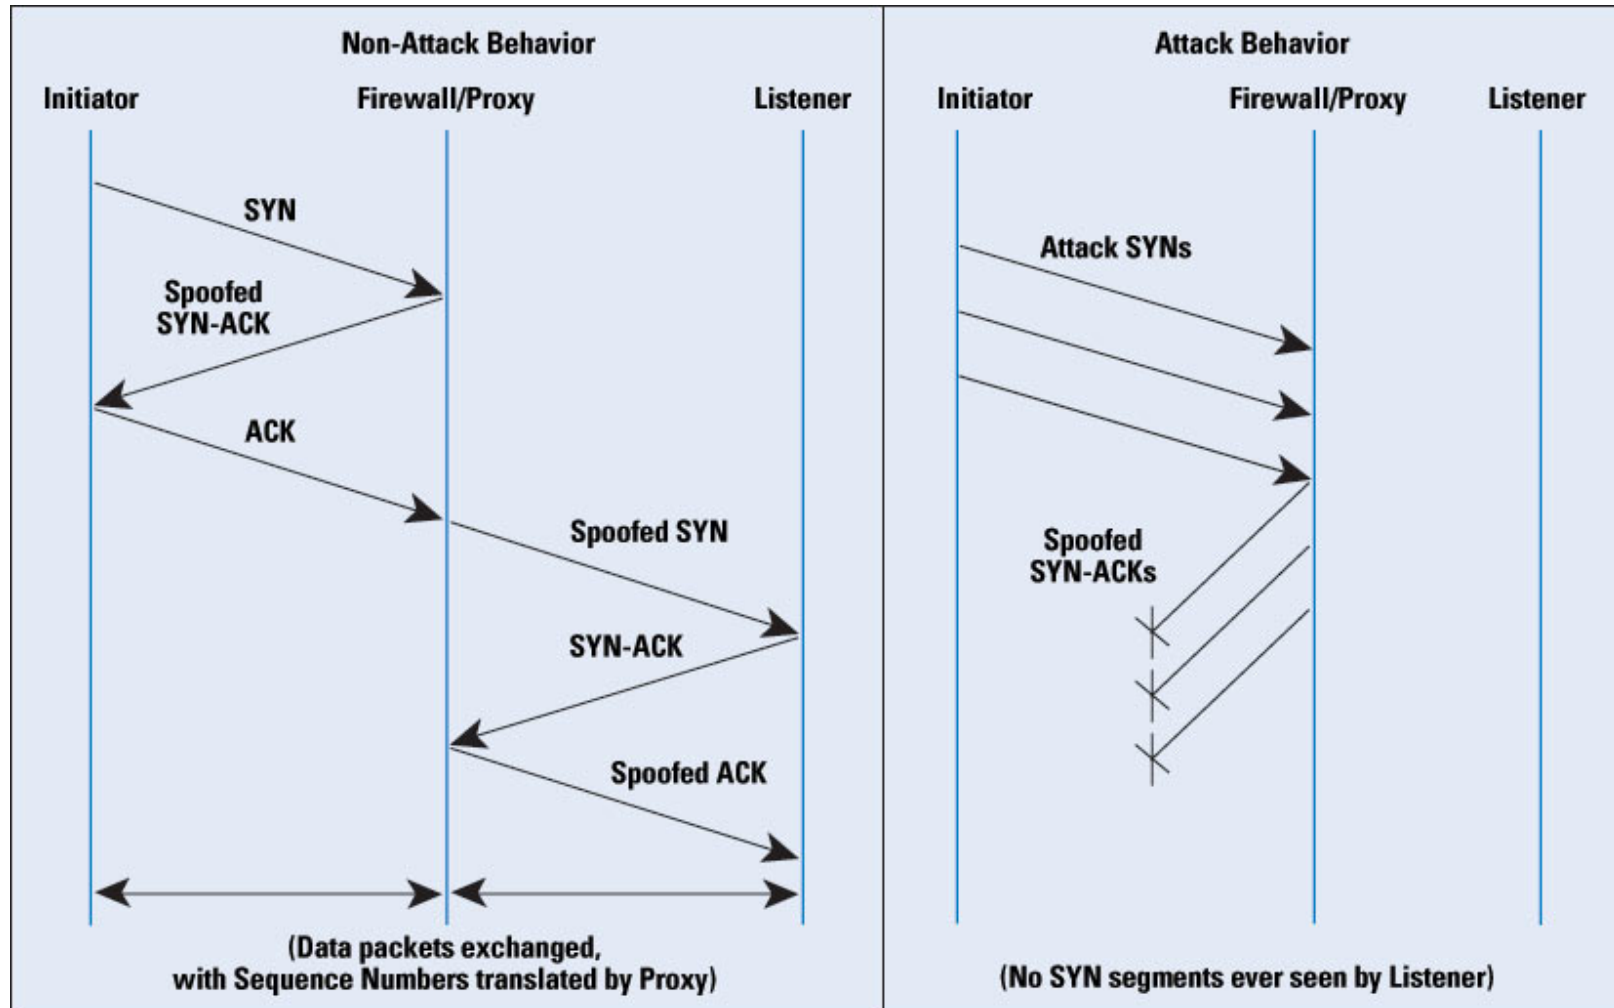 Non-Attack Behavior
Initiator
Firewall/Proxy
Listener
SYN
Spoofed
SYN-ACK
ACK
Spoofed SYN
SYN-ACK
Spoofed ACK
(Data packets exchanged,
with Sequence Numbers translated by Proxy)
Attack Behavior
Initiator
Firewall/Proxy
Listener
Attack SYNs
Spoofed
SYN-ACKs
(No SYN segments ever seen by Listener)